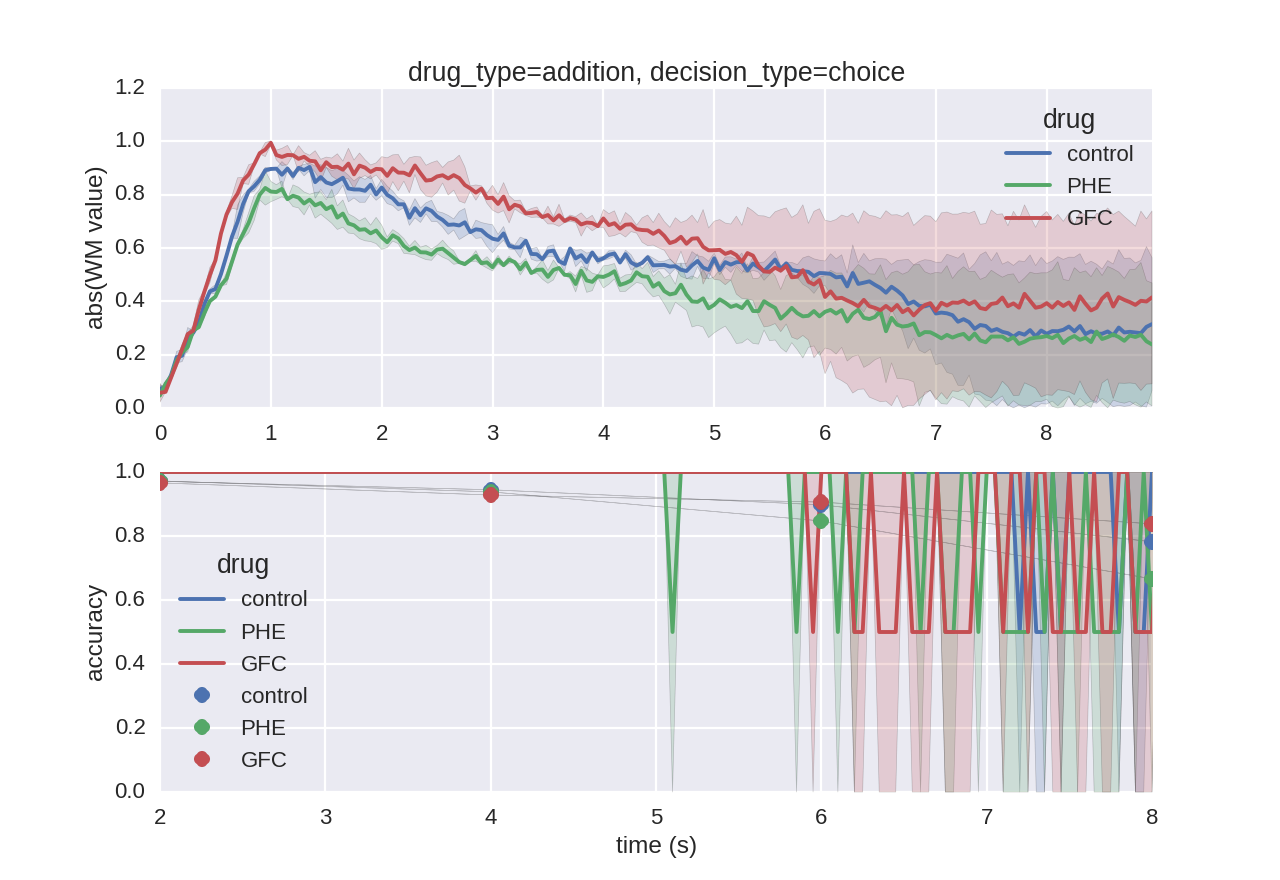 drug_type=addition, decision_type=choice
1.2
1.0
0.8
0.6
0.4
0.2
0.0
abs(WM value)
drug
control
PHE
GFC
0 1 2 3 4 5 6 7 8
1.0
0.8
0.6
0.4
0.2
0.0
accuracy
drug
control
PHE
GFC
control
PHE
GFC
2 3 4 5 6 7 8
time (s)